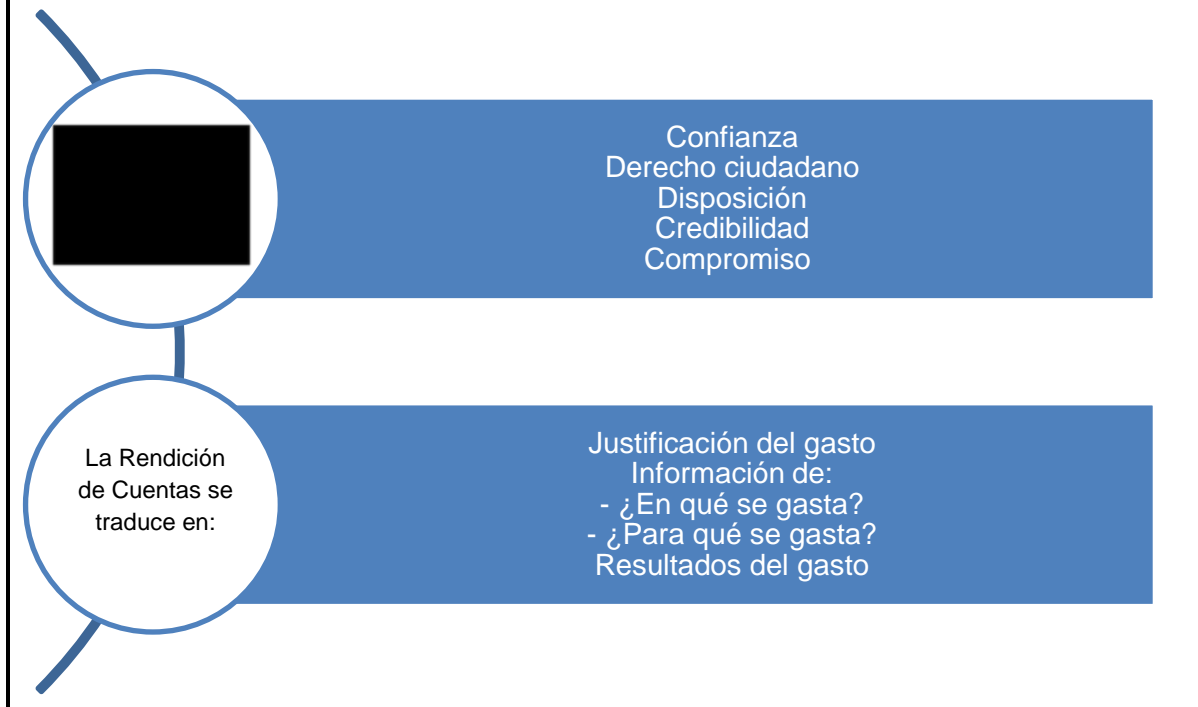 Confianza
Derecho ciudadano
Disposición
Credibilidad
Compromiso
La Rendición
de Cuentas se
traduce en:
Justificación del gasto
Información de:
- ¿En qué se gasta?
- ¿Para qué se gasta?
Resultados del gasto